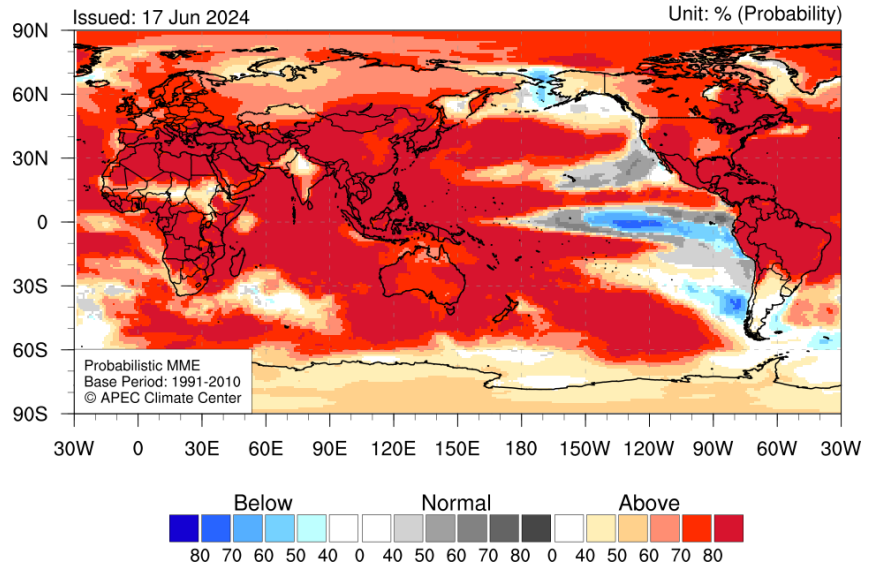 Issued: 17 Jun 2024
Unit: % (Probability)
90N
60N
30N
0
30S
60S
90S
Probabilistic MME
Base Period: 1991-2010
© APEC Climate Center
30W 0 30E 60E 90E 120E 150E 180 150W 120W 90W 60W 30W
Below Normal Above
80 70 60 50 40 0 40 50 60 70 80 0 40 50 60 70 80